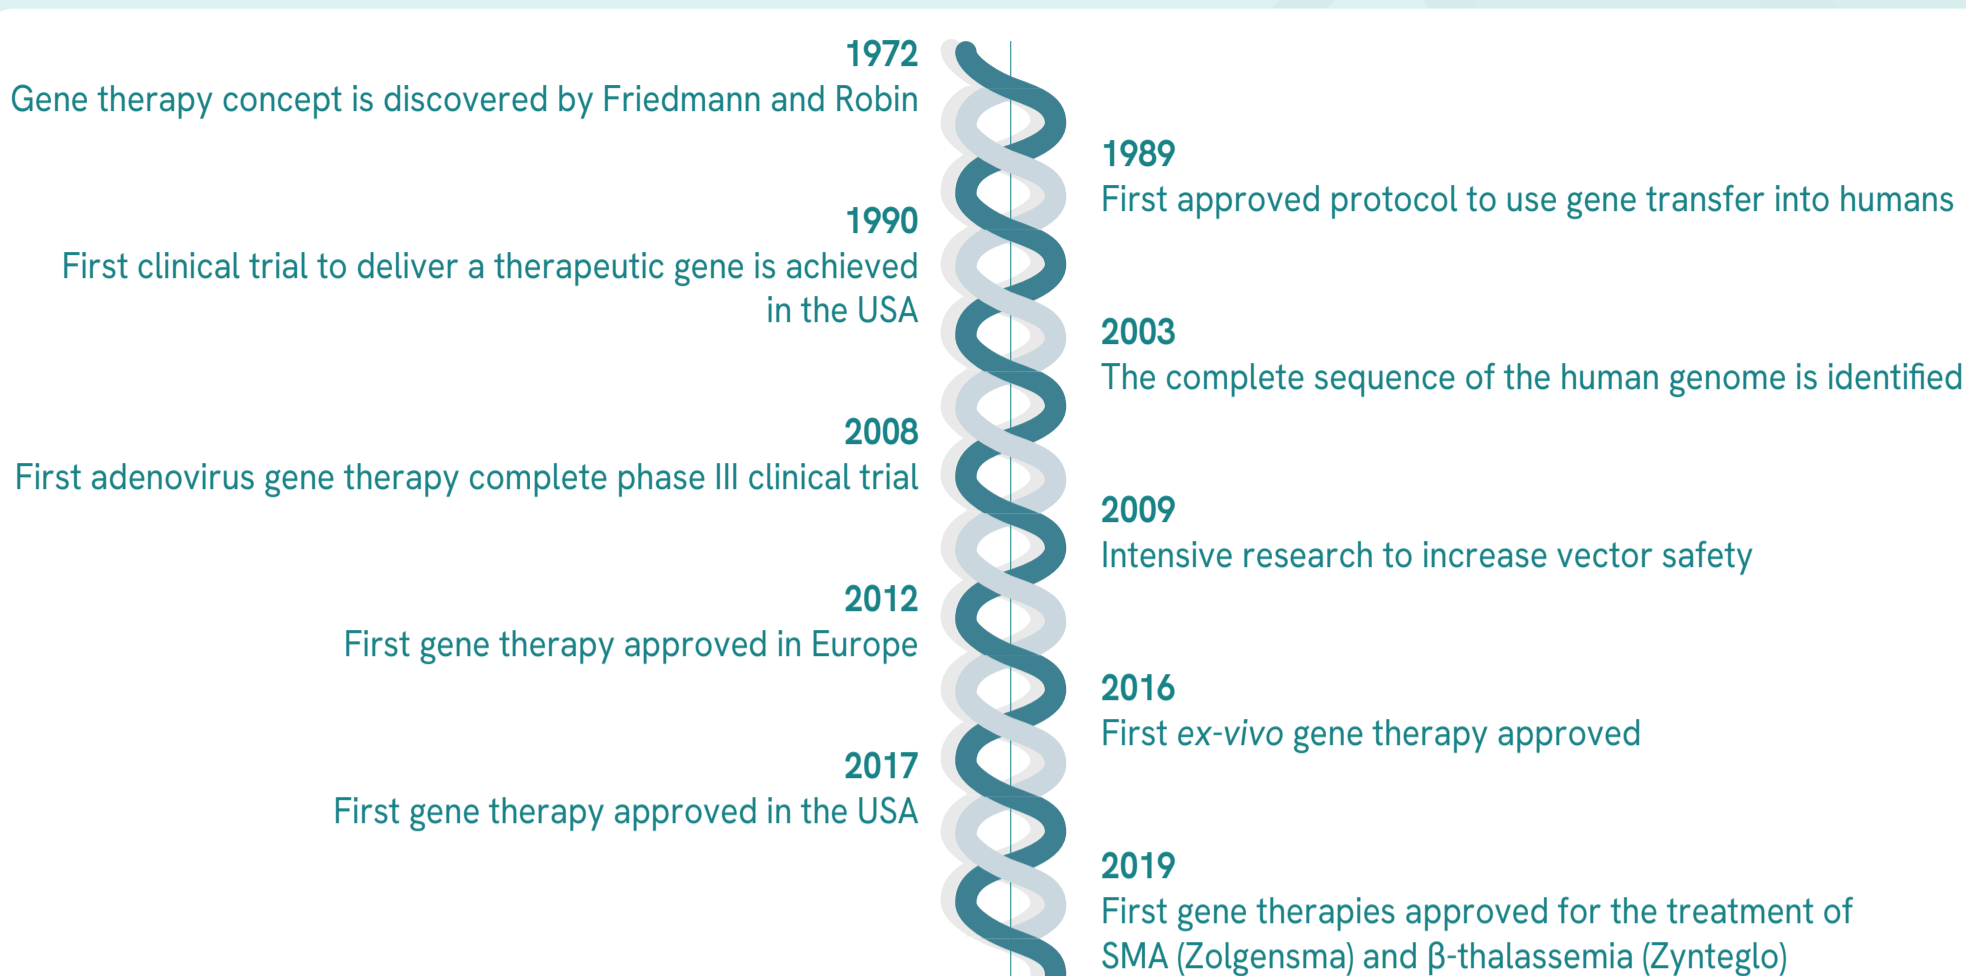 1972
Gene therapy concept is discovered by Friedmann and Robin
1989
First approved protocol to use gene transfer into humans
1990
First clinical trial to deliver a therapeutic gene is achieved
in the USA
2003
The complete sequence of the human genome is identified
2008
First adenovirus gene therapy complete phase III clinical trial
2009
Intensive research to increase vector safety
2012
First gene therapy approved in Europe
2016
First ex-vivo gene therapy approved
2017
First gene therapy approved in the USA
2019
First gene therapies approved for the treatment of
SMA (Zolgensma) and β-thalassemia (Zynteglo)